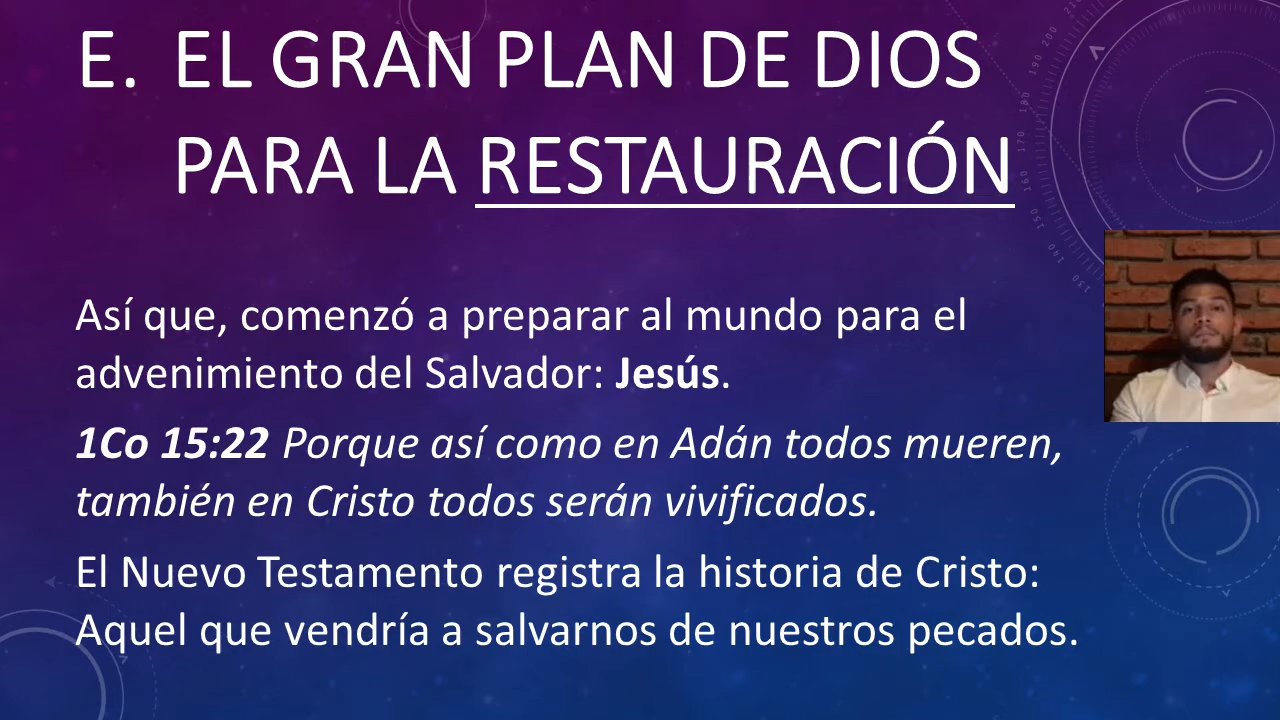 E. EL GRAN PLAN DE DIOS
PARA LA RESTAURACIÓN
Así que, comenzó a preparar al mundo para el
advenimiento del Salvador: Jesús.
1Co 15:22 Porque así como en Adán todos mueren,
también en Cristo todos serán vivificados.
El Nuevo Testamento registra la historia de Cristo:
Aquel que vendría a salvarnos de nuestros pecados.